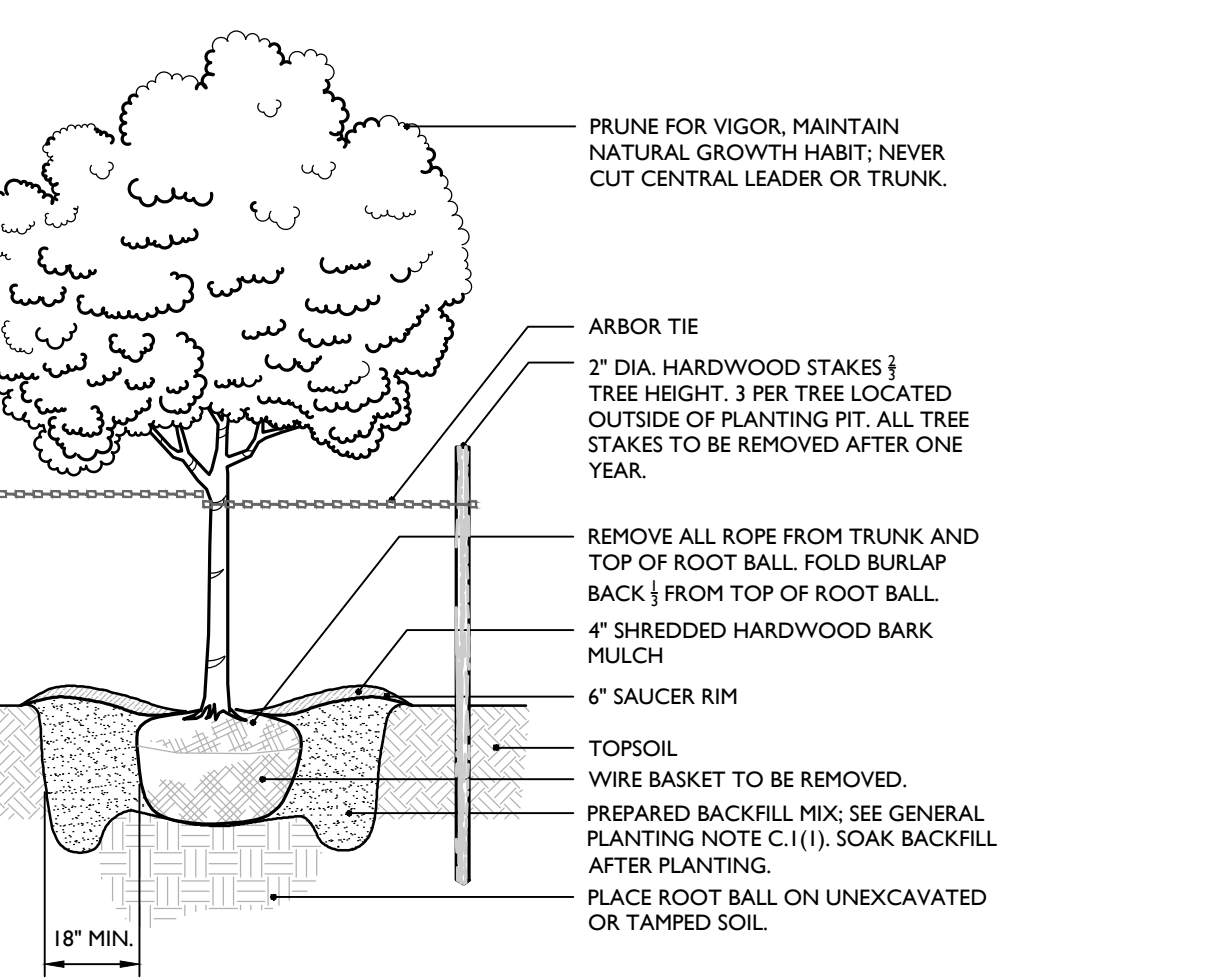 PRUNE FOR VIGOR, MAINTAIN
NATURAL GROWTH HABIT; NEVER
CUT CENTRAL LEADER OR TRUNK.
ARBOR TIE
2" DIA. HARDWOOD STAKES 2/3
TREE HEIGHT. 3 PER TREE LOCATED
OUTSIDE OF PLANTING PIT. ALL TREE
STAKES TO BE REMOVED AFTER ONE
YEAR.
REMOVE ALL ROPE FROM TRUNK AND
TOP OF ROOT BALL. FOLD BURLAP
BACK 1/3 FROM TOP OF ROOT BALL.
4" SHREDDED HARDWOOD BARK
MULCH
6" SAUCER RIM
TOPSOIL
WIRE BASKET TO BE REMOVED.
PREPARED BACKFILL MIX; SEE GENERAL
PLANTING NOTE C.1(1). SOAK BACKFILL
AFTER PLANTING.
PLACE ROOT BALL ON UNEXCAVATED
OR TAMPED SOIL.
18" MIN.